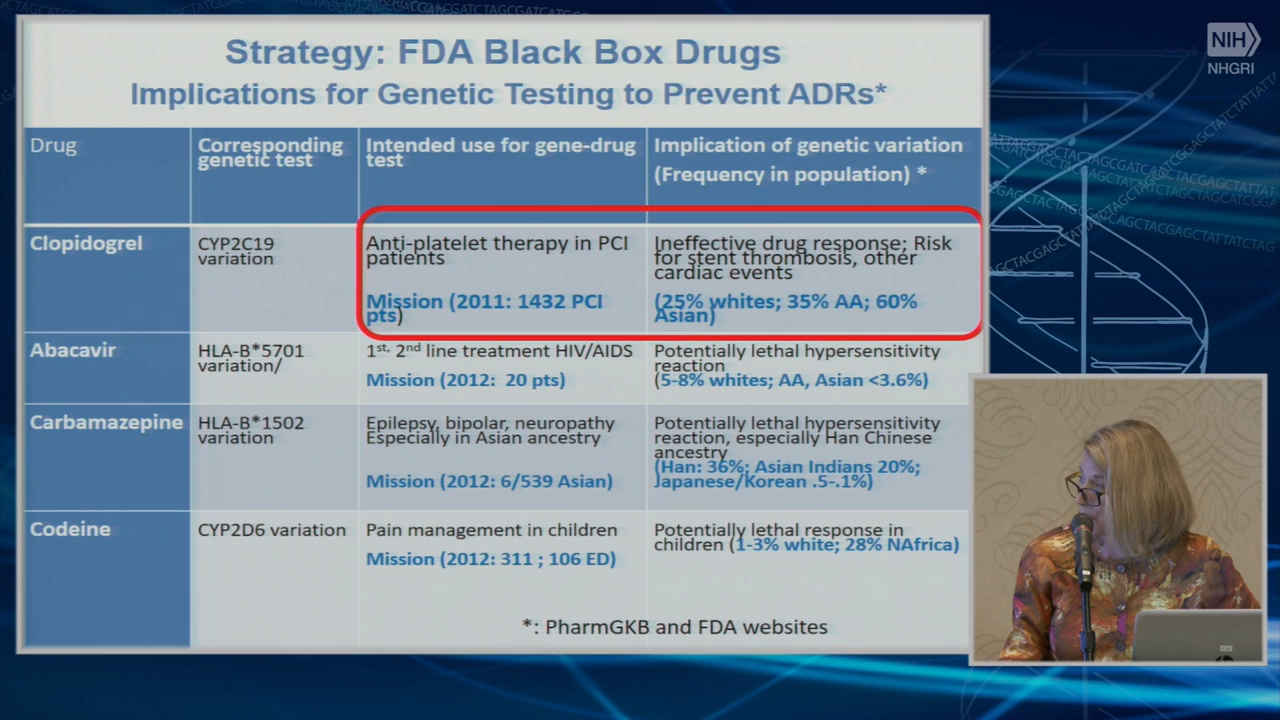 NIH
NHGRI
Strategy: FDA Black Box Drugs
Implications for Genetic Testing to Prevent ADRs*
Drug
Corresponding
genetic test
Intended use for gene-drug
test
Implication of genetic variation
(Frequency in population) *
Clopidogrel
CYP2C19
variation
Anti-platelet therapy in PCI
patients
Mission (2011: 1432 PCI
pts)
Ineffective drug response; Risk
for stent thrombosis, other
cardiac events
(25% whites; 35% AA; 60%
Asian)
Abacavir
HLA-B*5701
variation/
1st, 2nd line treatment HIV/AIDS
Mission (2012: 20 pts)
Potentially lethal hypersensitivity
reaction
(5-8% whites; AA, Asian <3.6%)
Carbamazepine
HLA-B*1502
variation
Epilepsy, bipolar, neuropathy
Especially in Asian ancestry
Mission (2012: 6/539 Asian)
Potentially lethal hypersensitivity
reaction, especially Han Chinese
ancestry
(Han: 36%; Asian Indians 20%;
Japanese/Korean .5-.1%)
Codeine
CYP2D6 variation
Pain management in children
Mission (2012: 311 ; 106 ED)
Potentially lethal response in
children (1-3% white; 28% NAfrica)
*: PharmGKB and FDA websites